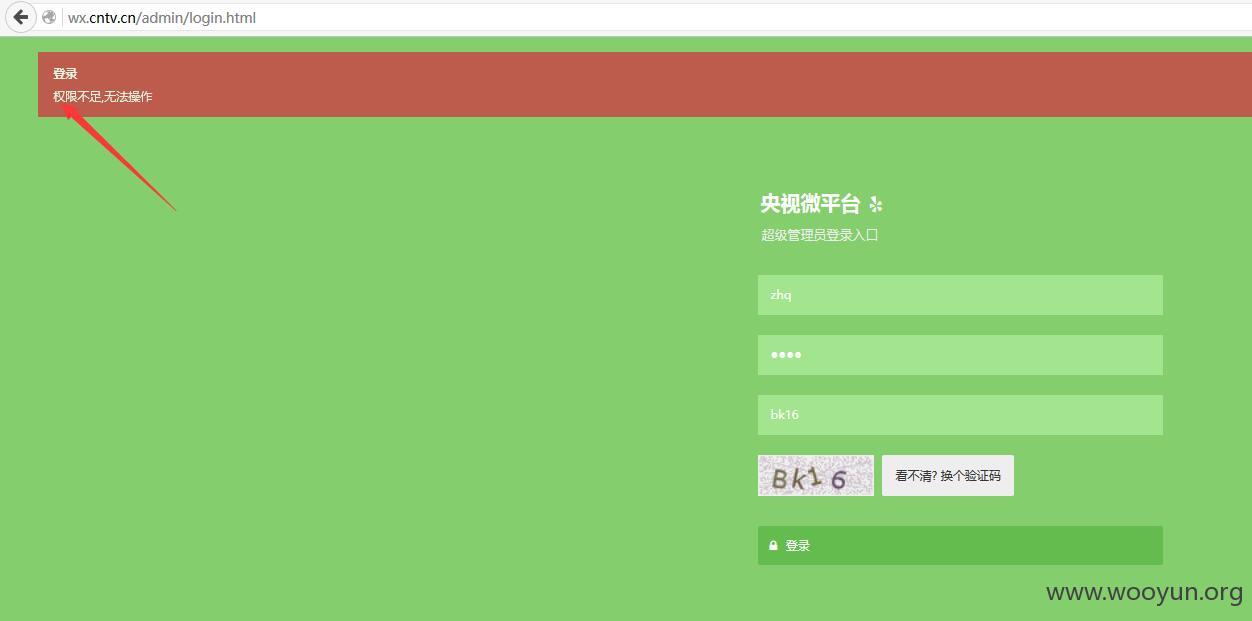 wx.cntv.cn/admin/login.html
登录
权限不足,无法操作
央视微平台
超级管理员登录入口
zhq
••••
bk16
Bk16 看不清? 换个验证码
登录
www.wooyun.org